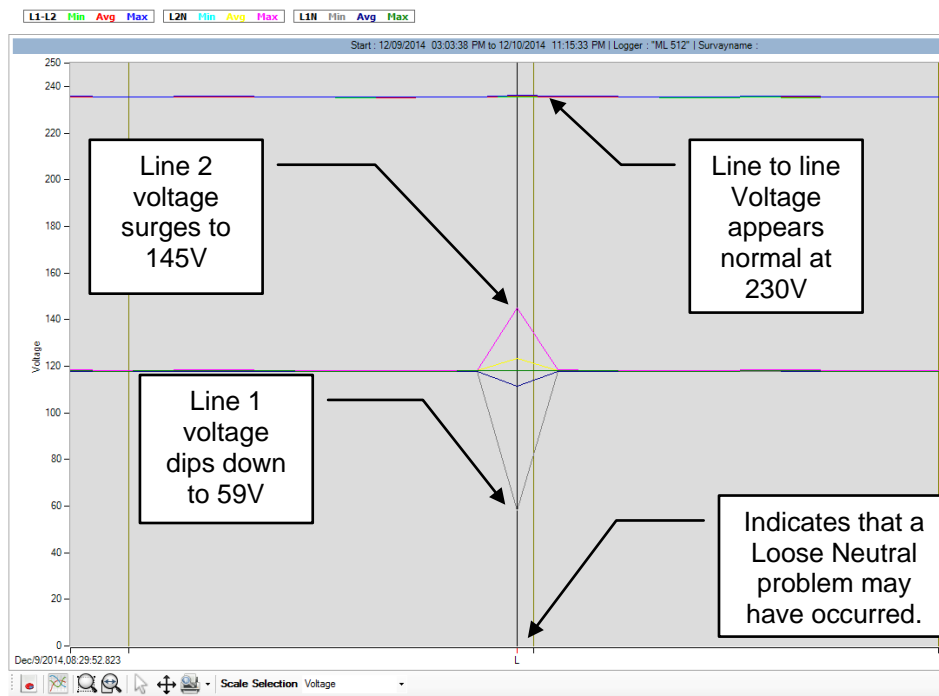 L1-L2 Min Avg Max L2N Min Avg Max L1N Min Avg Max
Start : 12/09/2014 03:03:38 PM to 12/10/2014 11:15:33 PM | Logger : "ML 512" | Survayname :
250
240
220
200
180
160
140
120
100
80
60
40
20
0
Voltage
Line 2
voltage
surges to
145V
Line to line
Voltage
appears
normal at
230V
Line 1
voltage
dips down
to 59V
Indicates that a
Loose Neutral
problem may
have occurred.
Dec/9/2014,08:29:52.823
L
Scale Selection Voltage